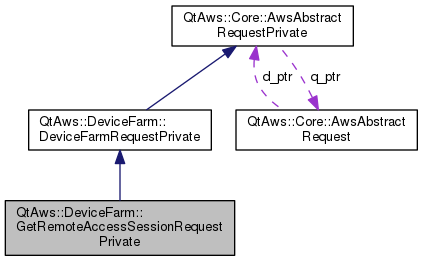 QtAws::Core::AwsAbstract
RequestPrivate
d_ptr
q_ptr
QtAws::DeviceFarm::
DeviceFarmRequestPrivate
QtAws::Core::AwsAbstract
Request
QtAws::DeviceFarm::
GetRemoteAccessSessionRequest
Private